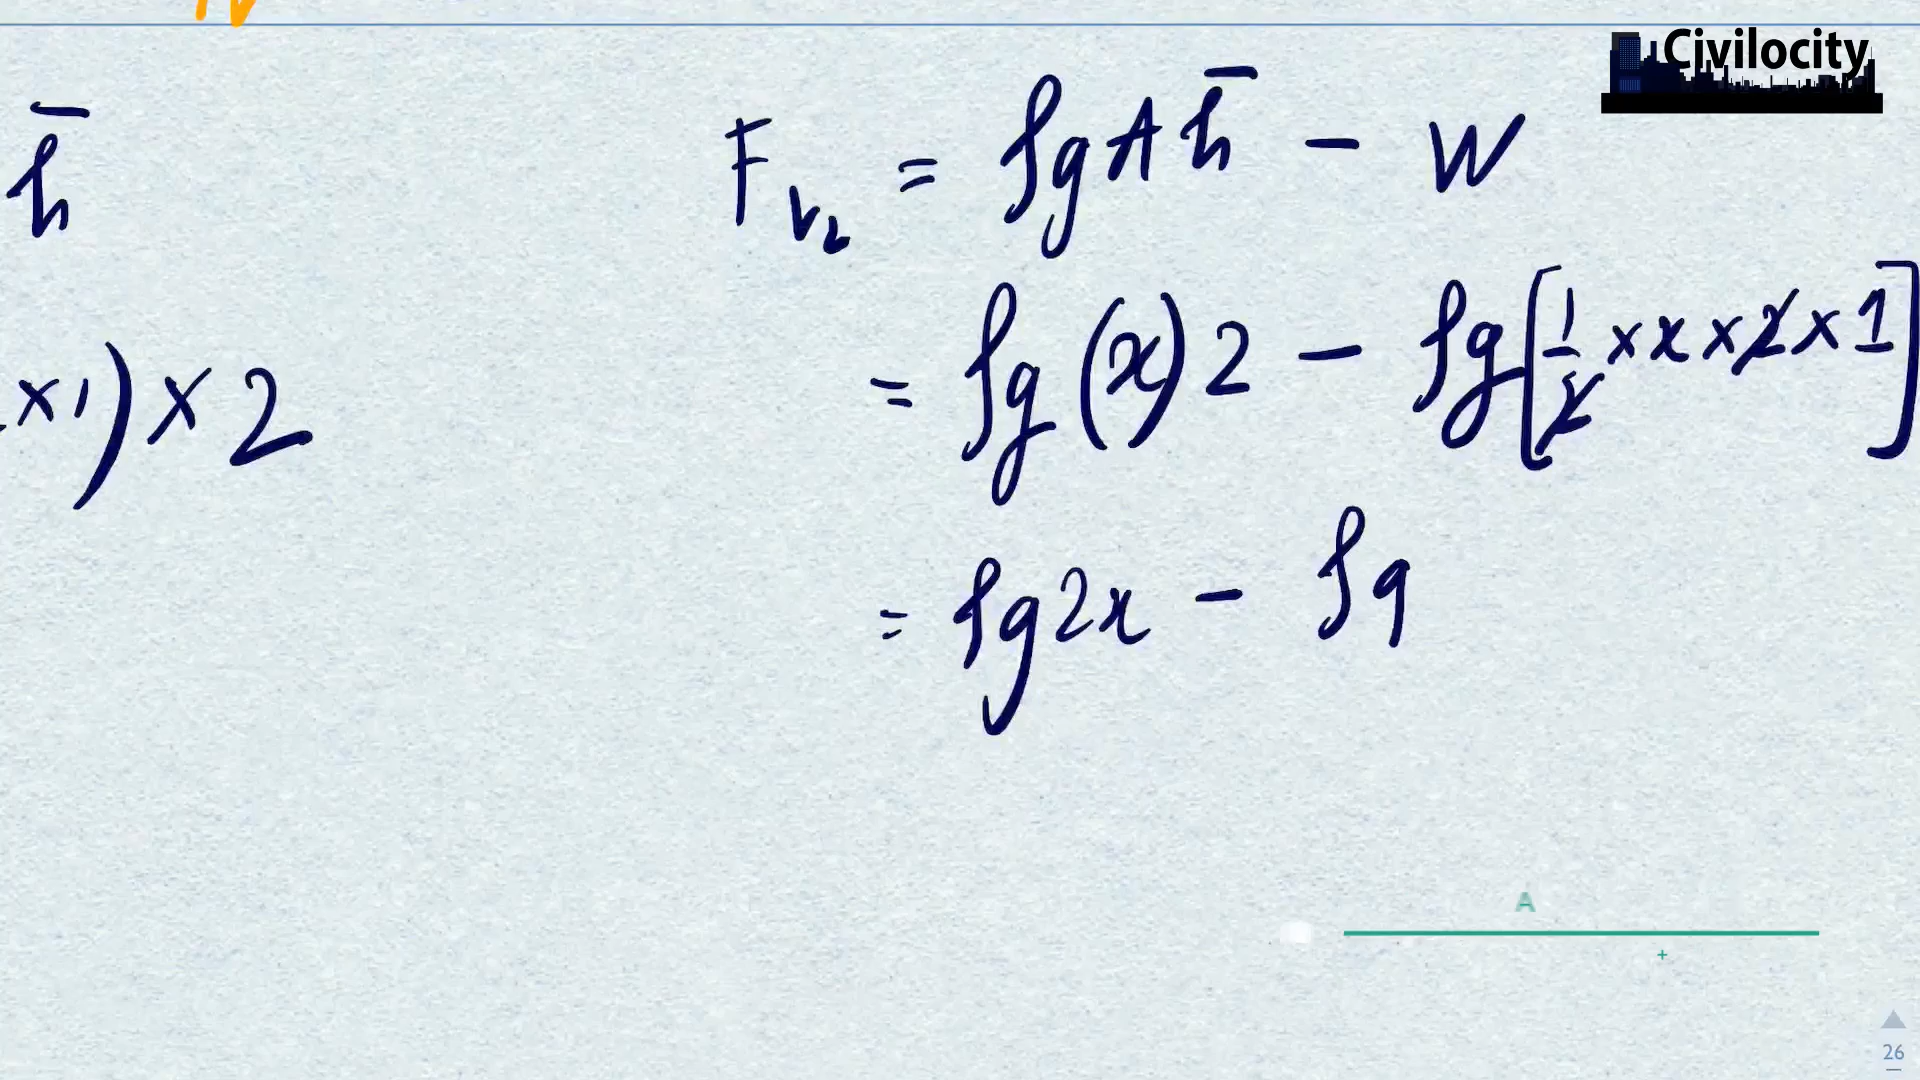 Civilocity
h̄
F_V₂ = ρgAh̄ − W
×1) × 2
= ρg(x)2 − ρg[1/2 × x × 2 × 1]
= ρg2x − ρg
A
+
26